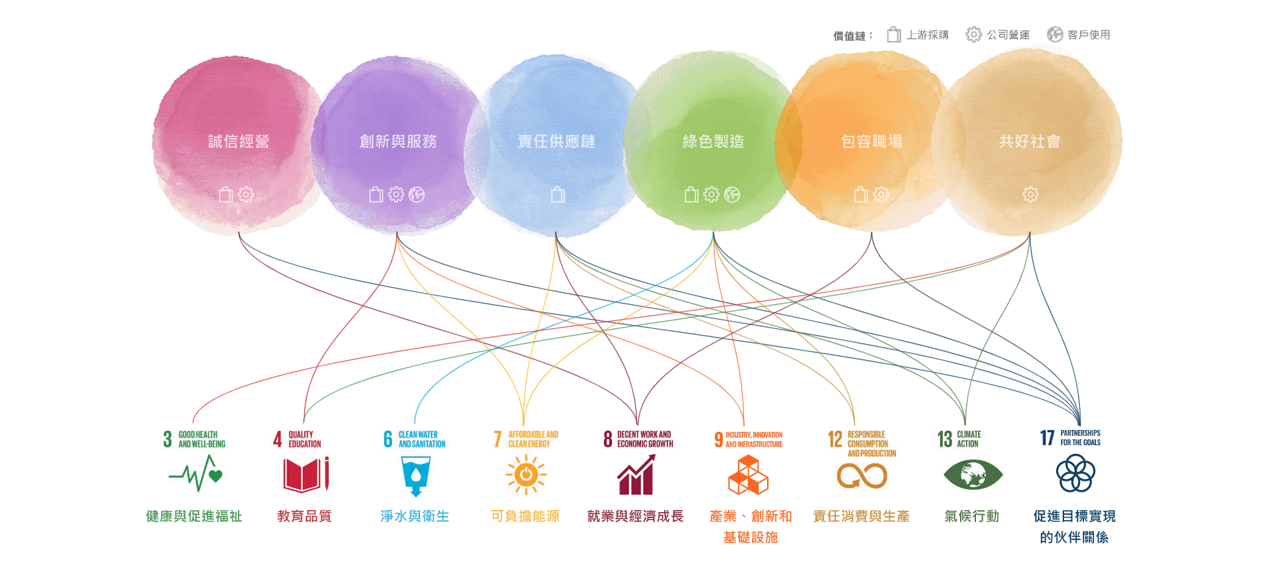 價值鏈：　上游採購　公司營運　客戶使用
誠信經營　創新與服務　責任供應鏈　綠色製造　包容職場　共好社會
3 GOOD HEALTH
AND WELL-BEING
健康與促進福祉
4 QUALITY
EDUCATION
教育品質
6 CLEAN WATER
AND SANITATION
淨水與衛生
7 AFFORDABLE AND
CLEAN ENERGY
可負擔能源
8 DECENT WORK AND
ECONOMIC GROWTH
就業與經濟成長
9 INDUSTRY, INNOVATION
AND INFRASTRUCTURE
產業、創新和
基礎設施
12 RESPONSIBLE
CONSUMPTION
AND PRODUCTION
責任消費與生產
13 CLIMATE
ACTION
氣候行動
17 PARTNERSHIPS
FOR THE GOALS
促進目標實現
的伙伴關係